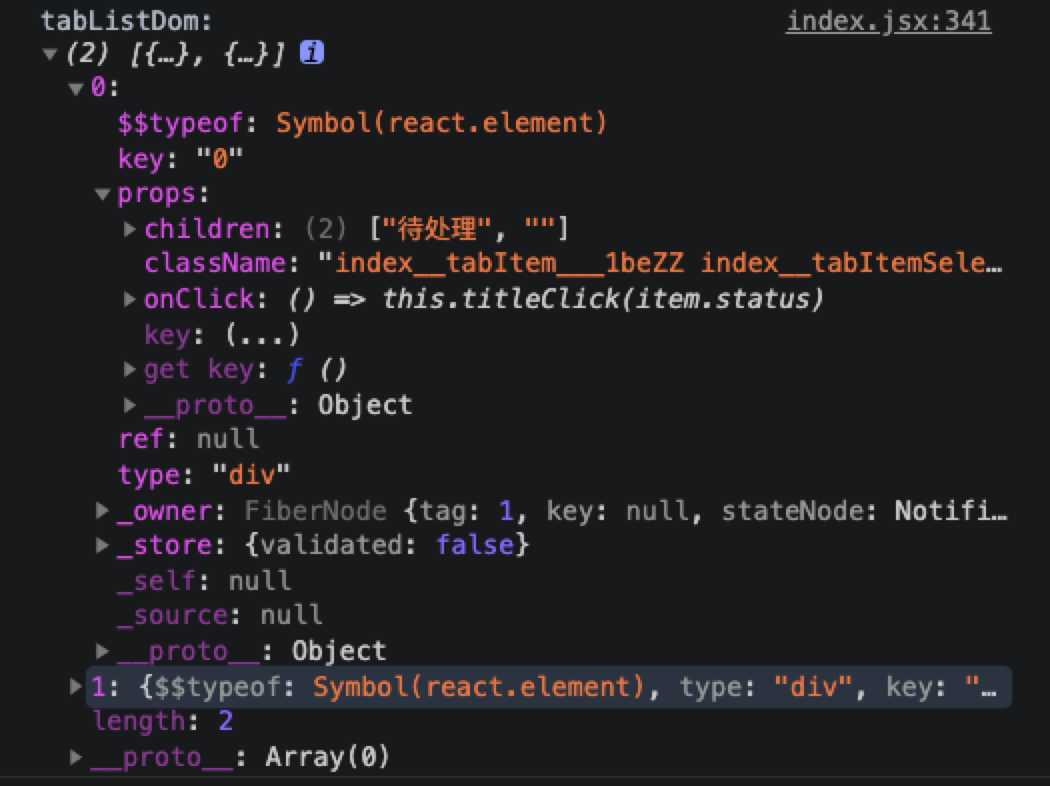 tabListDom: index.jsx:341
▼(2) [{…}, {…}] i
▼0:
$$typeof: Symbol(react.element)
key: "0"
▼props:
▶children: (2) ["待处理", ""]
className: "index__tabItem___1beZZ index__tabItemSele…
▶onClick: () => this.titleClick(item.status)
key: (...)
▶get key: ƒ ()
▶__proto__: Object
ref: null
type: "div"
▶_owner: FiberNode {tag: 1, key: null, stateNode: Notifi…
▶_store: {validated: false}
_self: null
_source: null
▶__proto__: Object
▶1: {$$typeof: Symbol(react.element), type: "div", key: "…
length: 2
▶__proto__: Array(0)